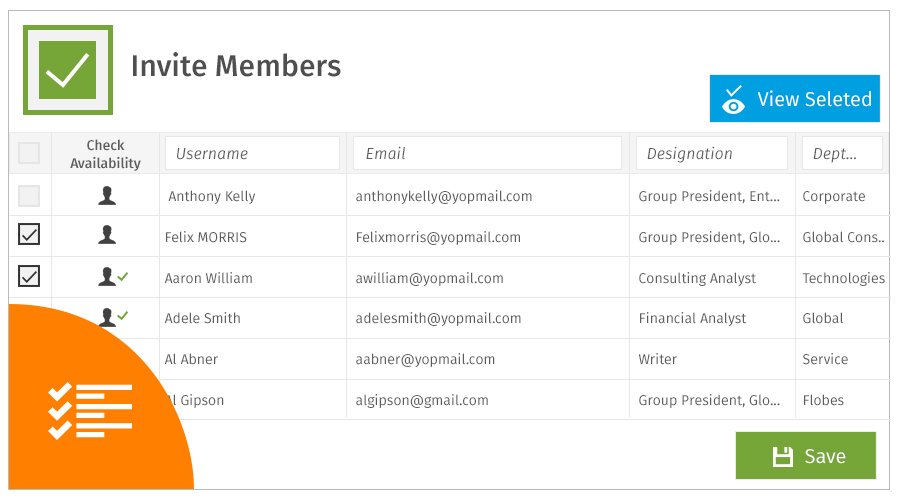 Invite Members
View Seleted
Check
Availability
Username Email Designation Dept...
Anthony Kelly anthonykelly@yopmail.com Group President, Ent... Corporate
Felix MORRIS Felixmorris@yopmail.com Group President, Glo... Global Cons..
Aaron William awilliam@yopmail.com Consulting Analyst Technologies
Adele Smith adelesmith@yopmail.com Financial Analyst Global
Al Abner aabner@yopmail.com Writer Service
Al Gipson algipson@gmail.com Group President, Glo... Flobes
Save